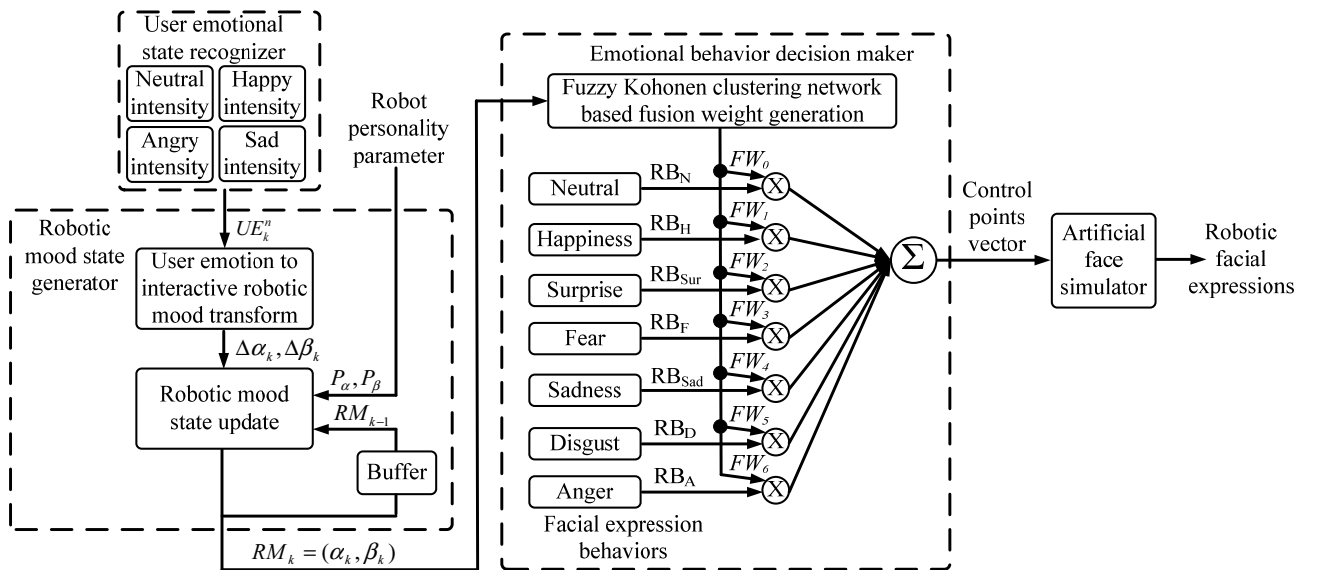 User emotional
state recognizer
Neutral
intensity
Happy
intensity
Angry
intensity
Sad
intensity
Robot
personality
parameter
Robotic
mood state
generator
UE_k^n
User emotion to
interactive robotic
mood transform
Δα_k, Δβ_k
Robotic mood
state update
P_α, P_β
RM_{k−1}
Buffer
RM_k = (α_k, β_k)
Emotional behavior decision maker
Fuzzy Kohonen clustering network
based fusion weight generation
Neutral
RB_N
FW_0
X
Happiness
RB_H
FW_1
X
Surprise
RB_Sur
FW_2
X
Fear
RB_F
FW_3
X
Sadness
RB_Sad
FW_4
X
Disgust
RB_D
FW_5
X
Anger
RB_A
FW_6
X
Facial expression
behaviors
Σ
Control
points
vector
Artificial
face
simulator
Robotic
facial
expressions